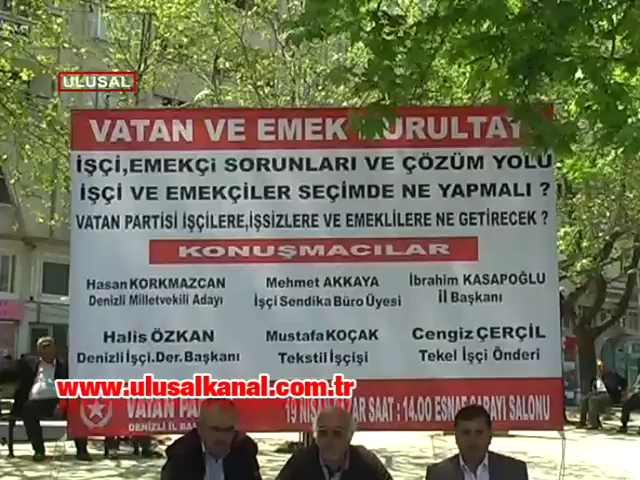 ULUSAL
VATAN VE EMEK KURULTAY
İŞÇİ,EMEKÇİ SORUNLARI VE ÇÖZÜM YOLU
İŞÇİ VE EMEKÇİLER SEÇİMDE NE YAPMALI ?
VATAN PARTİSİ İŞÇİLERE,İŞSİZLERE VE EMEKLİLERE NE GETİRECEK ?
KONUŞMACILAR
Hasan KORKMAZCAN Mehmet AKKAYA İbrahim KASAPOĞLU
Denizli Milletvekili Adayı İşçi Sendika Büro Üyesi İl Başkanı
Halis ÖZKAN Mustafa KOÇAK Cengiz ÇERÇİL
Denizli İşçi.Der.Başkanı Tekstil İşçisi Tekel İşçi Önderi
www.ulusalkanal.com.tr
VATAN PA 19 NİSAN PAZAR SAAT : 14.00 ESNAF SARAYI SALONU
DENİZLİ İL BA